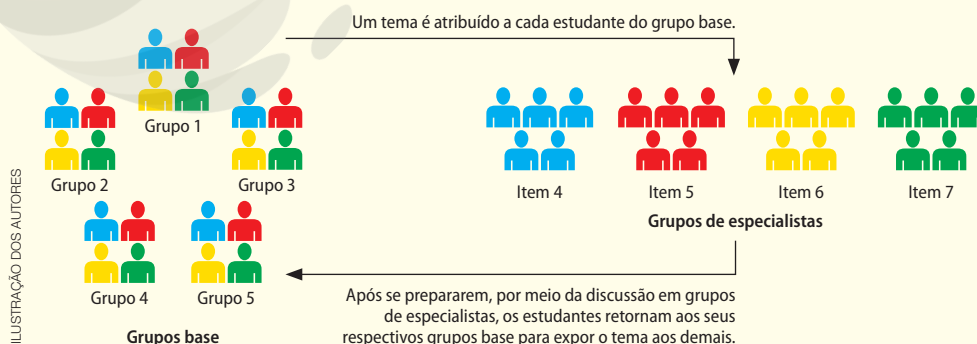 Um tema é atribuído a cada estudante do grupo base.
Grupo 1
Grupo 2
Grupo 3
Grupo 4
Grupo 5
Grupos base
Item 4
Item 5
Item 6
Item 7
Grupos de especialistas
Após se prepararem, por meio da discussão em grupos
de especialistas, os estudantes retornam aos seus
respectivos grupos base para expor o tema aos demais.
ILUSTRAÇÃO DOS AUTORES